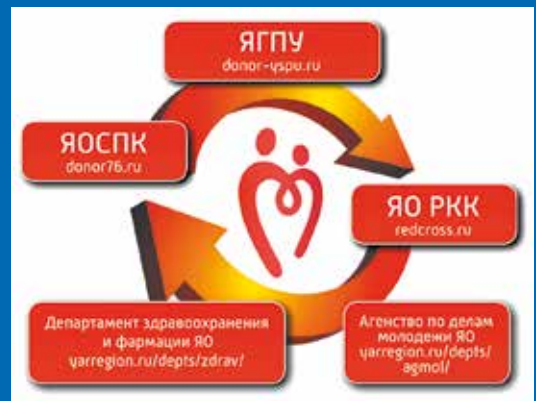 ЯГПУ
donor-yspu.ru
ЯОСПК
donor76.ru
ЯО РКК
redcross.ru
Департамент здравоохранения
и фармации ЯО
yarregion.ru/depts/zdrav/
Агенство по делам
молодежи ЯО
yarregion.ru/depts/
agmol/